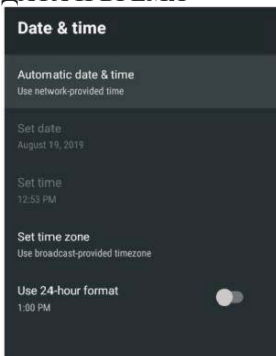 Date & time
Automatic date & time
Use network-provided time
Set date
August 19, 2019
Set time
12:53 PM
Set time zone
Use broadcast-provided timezone
Use 24-hour format
1:00 PM